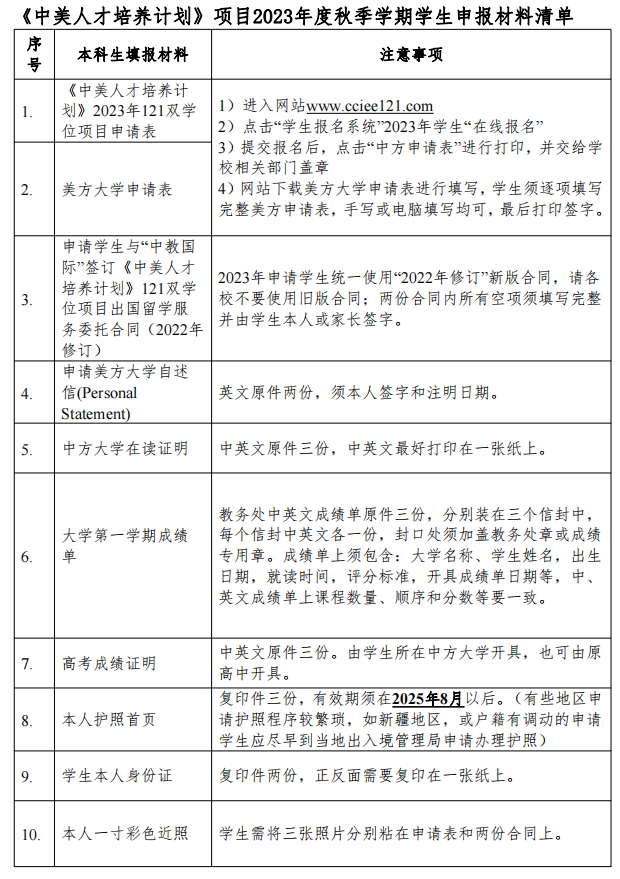 《中美人才培养计划》项目2023年度秋季学期学生申报材料清单
序
号
本科生填报材料
注意事项
1.
《中美人才培养计
划》2023年121双学
位项目申请表
1）进入网站www.cciee121.com
2）点击“学生报名系统”2023年学生“在线报名”
3）提交报名后，点击“中方申请表”进行打印，并交给学
校相关部门盖章
4）网站下载美方大学申请表进行填写，学生须逐项填写
完整美方申请表，手写或电脑填写均可，最后打印签字。
2.
美方大学申请表
3.
申请学生与“中教国
际”签订《中美人才
培养计划》121双学
位项目出国留学服
务委托合同（2022年
修订）
2023年申请学生统一使用“2022年修订”新版合同，请各
校不要使用旧版合同；两份合同内所有空项须填写完整
并由学生本人或家长签字。
4.
申请美方大学自述
信(Personal
Statement)
英文原件两份，须本人签字和注明日期。
5.
中方大学在读证明
中英文原件三份，中英文最好打印在一张纸上。
6.
大学第一学期成绩
单
教务处中英文成绩单原件三份，分别装在三个信封中，
每个信封中英文各一份，封口处须加盖教务处章或成绩
专用章。成绩单上须包含：大学名称、学生姓名，出生
日期，就读时间，评分标准，开具成绩单日期等，中、
英文成绩单上课程数量、顺序和分数等要一致。
7.
高考成绩证明
中英文原件三份。由学生所在中方大学开具，也可由原
高中开具。
8.
本人护照首页
复印件三份，有效期须在2025年8月以后。（有些地区申
请护照程序较繁琐，如新疆地区，或户籍有调动的申请
学生应尽早到当地出入境管理局申请办理护照）
9.
学生本人身份证
复印件两份，正反面需要复印在一张纸上。
10.
本人一寸彩色近照
学生需将三张照片分别粘在申请表和两份合同上。